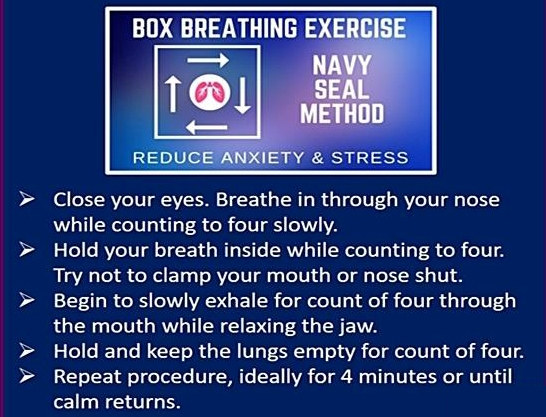 BOX BREATHING EXERCISE
NAVY
SEAL
METHOD
REDUCE ANXIETY & STRESS
➢ Close your eyes. Breathe in through your nose
while counting to four slowly.
➢ Hold your breath inside while counting to four.
Try not to clamp your mouth or nose shut.
➢ Begin to slowly exhale for count of four through
the mouth while relaxing the jaw.
➢ Hold and keep the lungs empty for count of four.
➢ Repeat procedure, ideally for 4 minutes or until
calm returns.